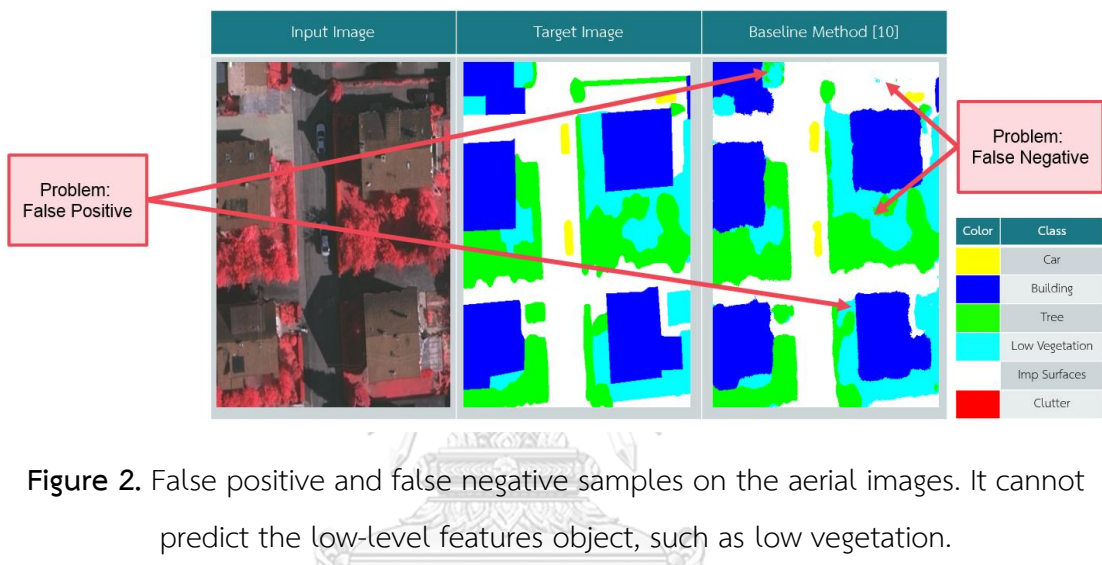 Input Image
Target Image
Baseline Method [10]
Problem:
False Positive
Problem:
False Negative
Color
Class
Car
Building
Tree
Low Vegetation
Imp Surfaces
Clutter
Figure 2. False positive and false negative samples on the aerial images. It cannot
predict the low-level features object, such as low vegetation.